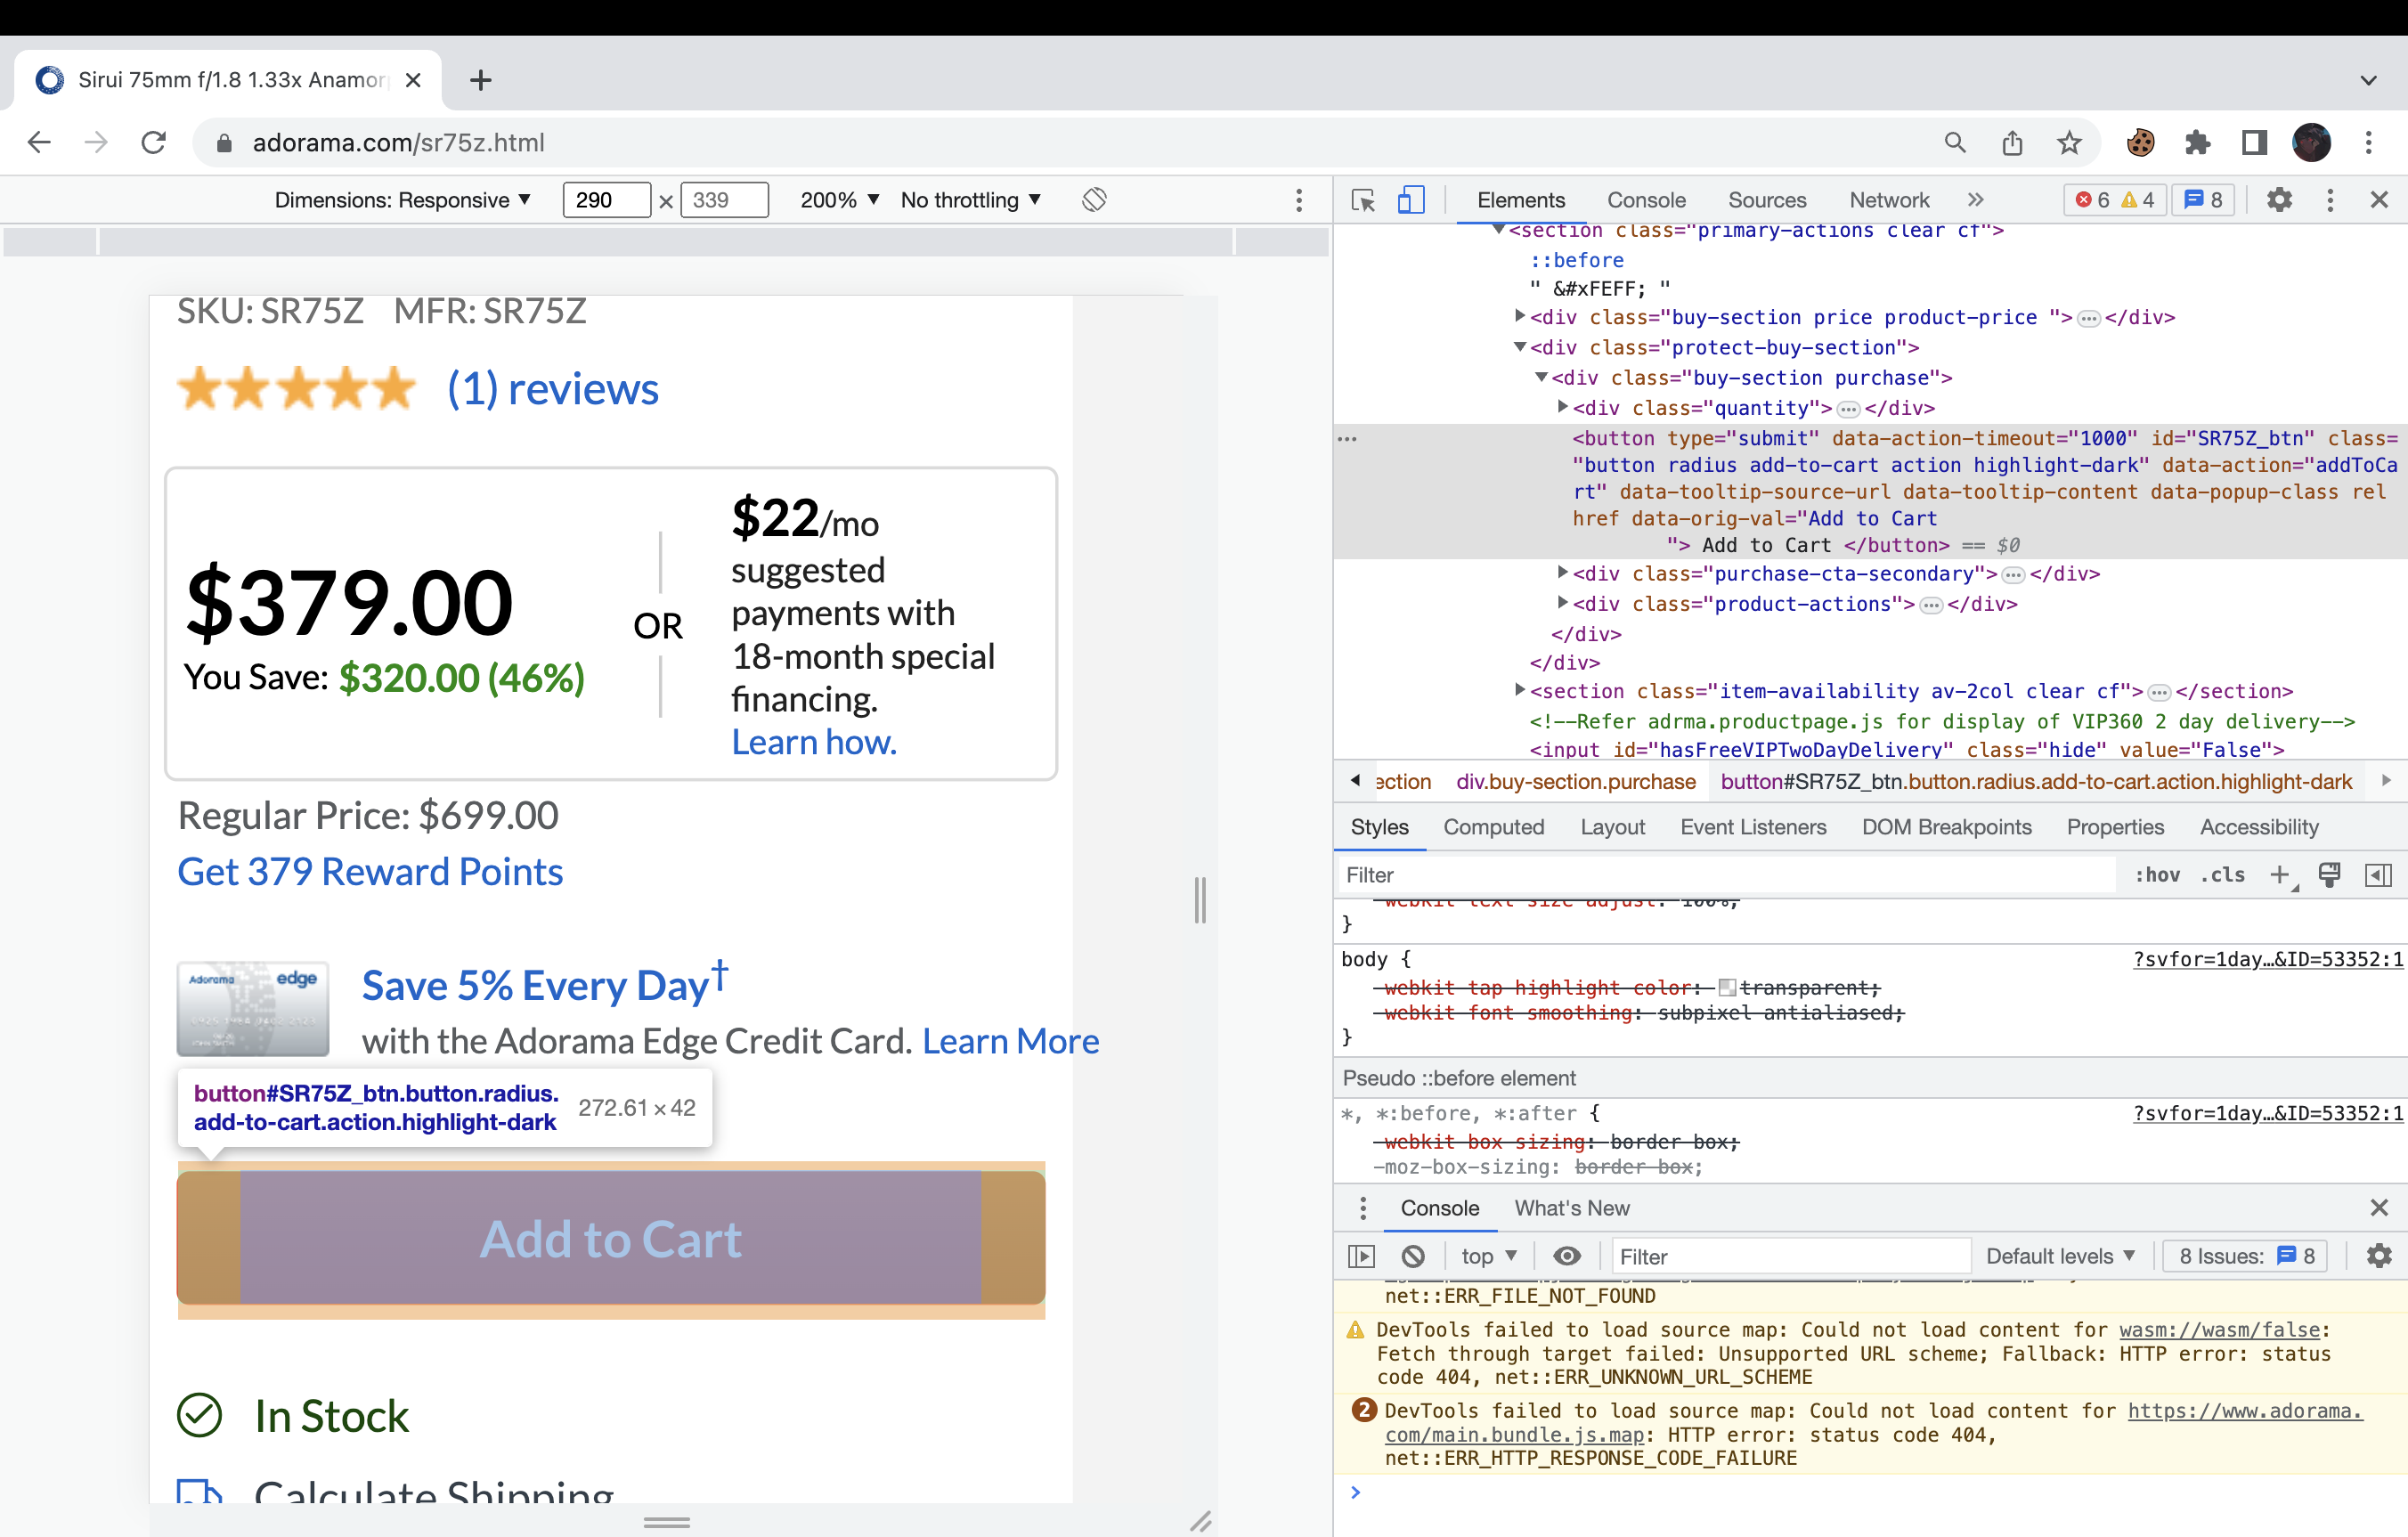 Sirui 75mm f/1.8 1.33x Anamor
adorama.com/sr75z.html
Dimensions: Responsive
290 × 339
200%
No throttling
SKU: SR75Z MFR: SR75Z
(1) reviews
$379.00
You Save: $320.00 (46%)
OR
$22/mo
suggested
payments with
18-month special
financing.
Learn how.
Regular Price: $699.00
Get 379 Reward Points
Adorama edge
Save 5% Every Day†
with the Adorama Edge Credit Card. Learn More
button#SR75Z_btn.button.radius.
add-to-cart.action.highlight-dark 272.61 × 42
Add to Cart
In Stock
Calculate Shipping
Elements Console Sources Network » 6 4 8
<section class="primary-actions clear cf">
::before
" &#xFEFF; "
<div class="buy-section price product-price ">…</div>
<div class="protect-buy-section">
<div class="buy-section purchase">
<div class="quantity">…</div>
<button type="submit" data-action-timeout="1000" id="SR75Z_btn" class=
"button radius add-to-cart action highlight-dark" data-action="addToCa
rt" data-tooltip-source-url data-tooltip-content data-popup-class rel
href data-orig-val="Add to Cart
"> Add to Cart </button> == $0
<div class="purchase-cta-secondary">…</div>
<div class="product-actions">…</div>
</div>
</div>
<section class="item-availability av-2col clear cf">…</section>
<!--Refer adrma.productpage.js for display of VIP360 2 day delivery-->
<input id="hasFreeVIPTwoDayDelivery" class="hide" value="False">
ection div.buy-section.purchase button#SR75Z_btn.button.radius.add-to-cart.action.highlight-dark
Styles Computed Layout Event Listeners DOM Breakpoints Properties Accessibility
Filter :hov .cls
-webkit-text-size-adjust: 100%;
}
body { ?svfor=1day…&ID=53352:1
-webkit-tap-highlight-color: transparent;
-webkit-font-smoothing: subpixel-antialiased;
}
Pseudo ::before element
*, *:before, *:after { ?svfor=1day…&ID=53352:1
-webkit-box-sizing: border-box;
-moz-box-sizing: border-box;
Console What's New
top Filter Default levels 8 Issues: 8
net::ERR_FILE_NOT_FOUND
DevTools failed to load source map: Could not load content for wasm://wasm/false:
Fetch through target failed: Unsupported URL scheme; Fallback: HTTP error: status
code 404, net::ERR_UNKNOWN_URL_SCHEME
2 DevTools failed to load source map: Could not load content for https://www.adorama.
com/main.bundle.js.map: HTTP error: status code 404,
net::ERR_HTTP_RESPONSE_CODE_FAILURE